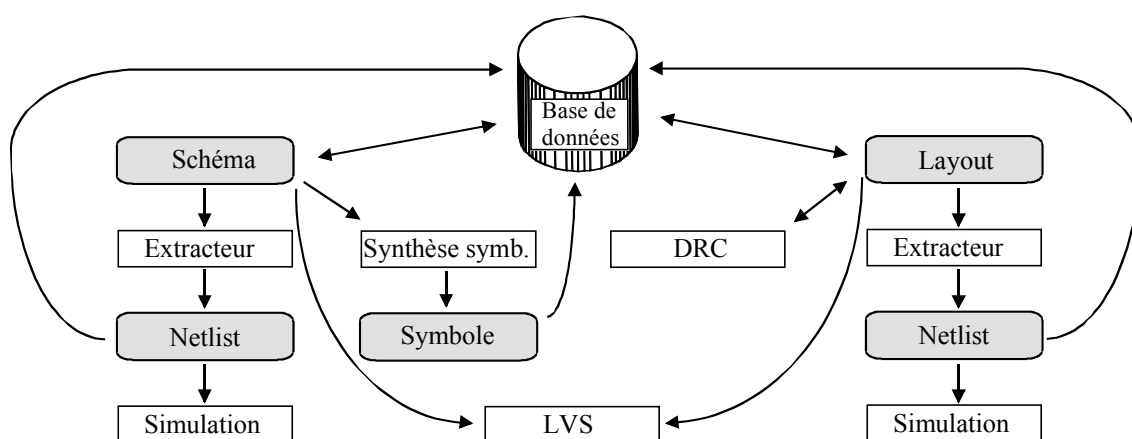 Base de
données
Schéma
Layout
Extracteur
Synthèse symb.
DRC
Extracteur
Netlist
Symbole
Netlist
Simulation
LVS
Simulation